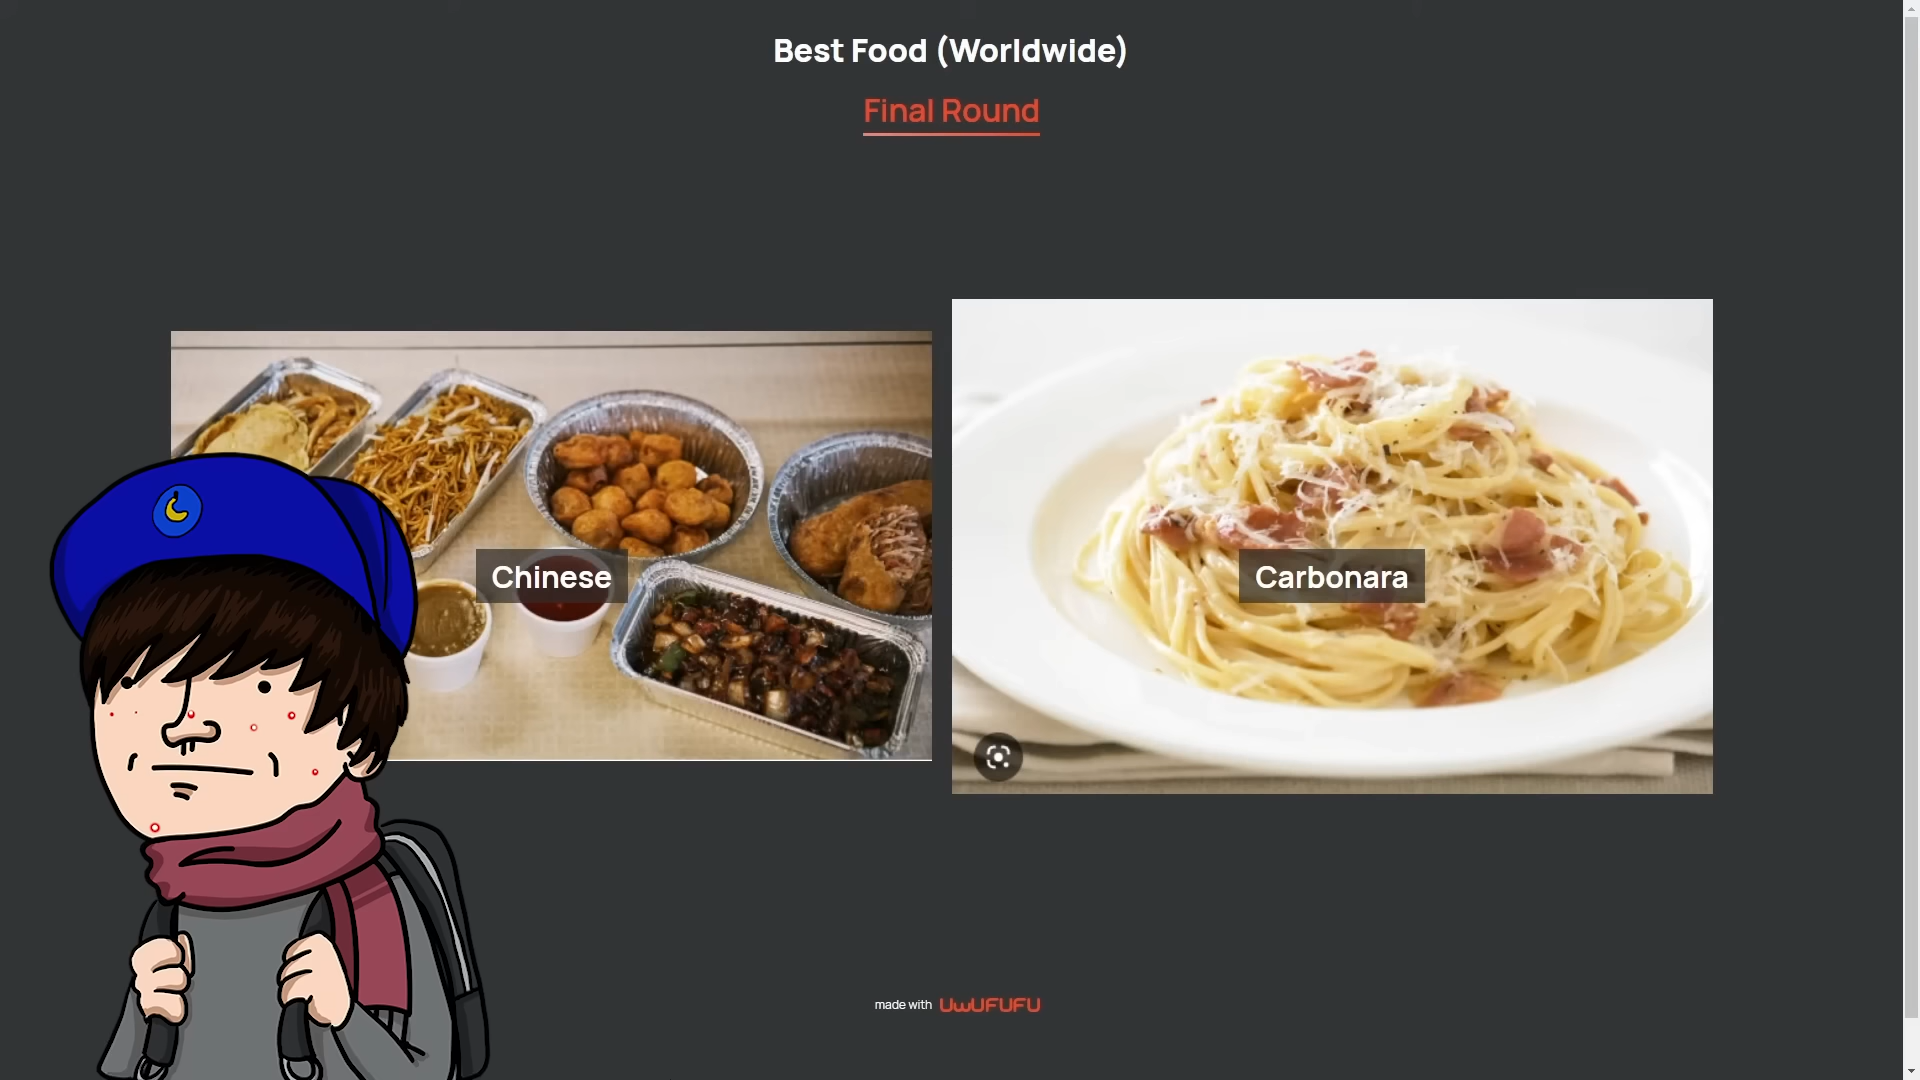 Best Food (Worldwide)
Final Round
Chinese
Carbonara
made with UwUFUFU